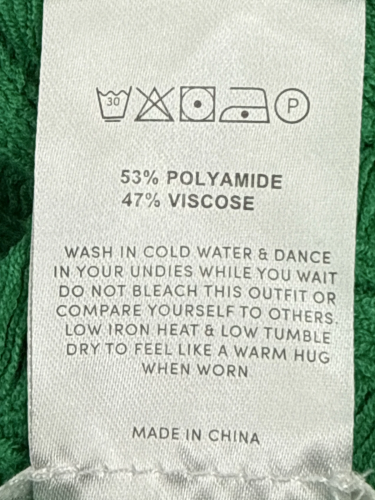 30 P
53% POLYAMIDE
47% VISCOSE
WASH IN COLD WATER & DANCE
IN YOUR UNDIES WHILE YOU WAIT
DO NOT BLEACH THIS OUTFIT OR
COMPARE YOURSELF TO OTHERS.
LOW IRON HEAT & LOW TUMBLE
DRY TO FEEL LIKE A WARM HUG
WHEN WORN
MADE IN CHINA